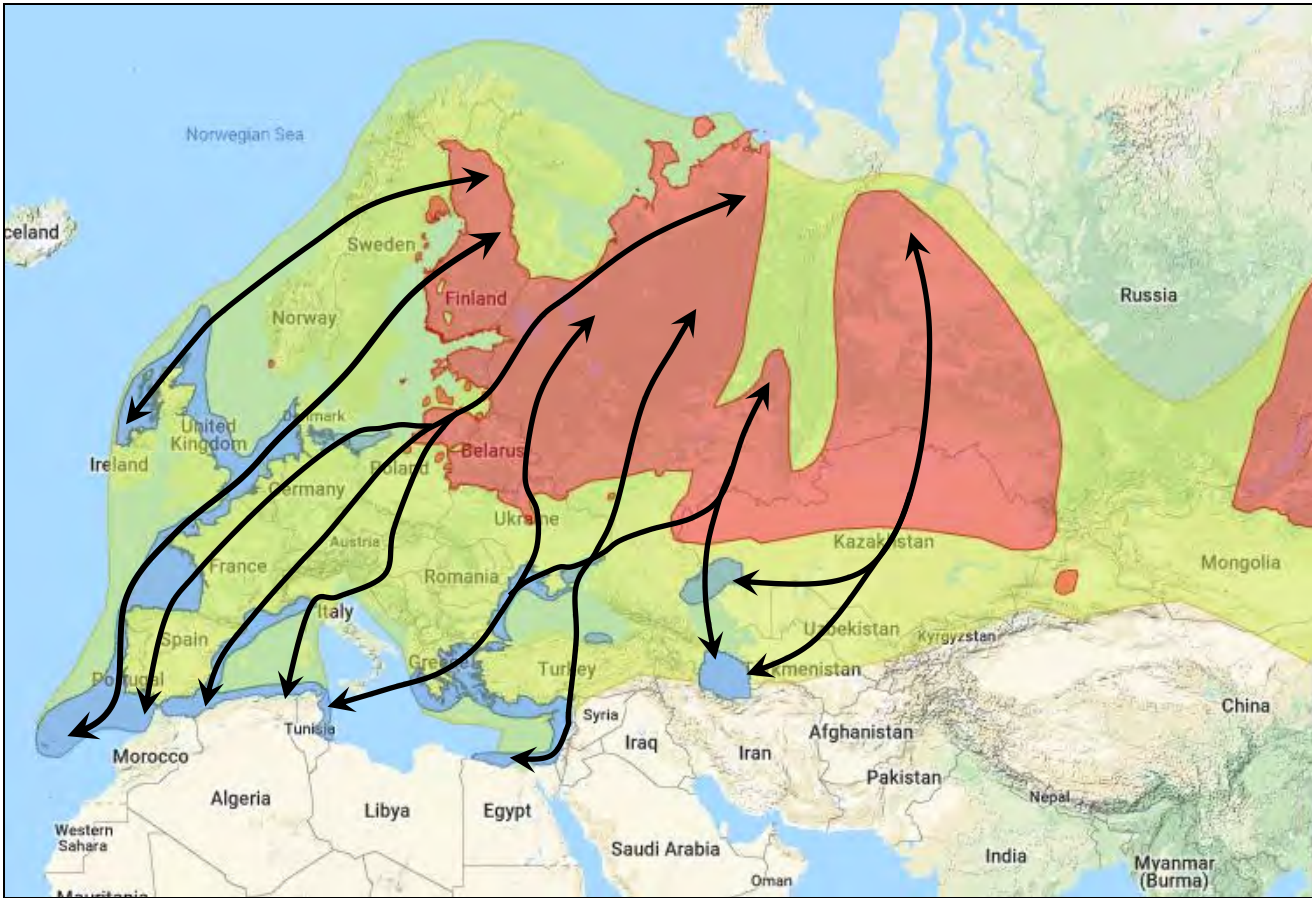 Norwegian Sea
celand
Sweden
Finland
Russia
Norway
Denmark
United
Kingdom
Ireland
Belarus
Poland
Germany
Ukraine
Austria
Kazakhstan
Mongolia
France
Romania
Italy
Uzbekistan
Kyrgyzstan
Spain
Greece
Turkey
Turkmenistan
Portugal
China
Syria
Tunisia
Afghanistan
Iraq
Iran
Morocco
Pakistan
Algeria
Libya
Egypt
Nepal
Western
Sahara
Saudi Arabia
India
Myanmar
(Burma)
Oman
Mauritania